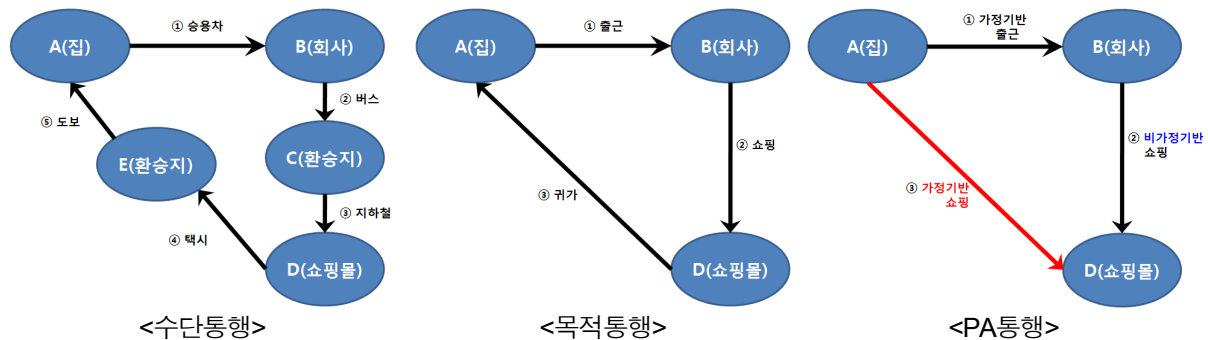 A(집)
① 승용차
B(회사)
② 버스
⑤ 도보
E(환승지)
C(환승지)
③ 지하철
④ 택시
D(쇼핑몰)
<수단통행>
A(집)
① 출근
B(회사)
② 쇼핑
③ 귀가
D(쇼핑몰)
<목적통행>
A(집)
① 가정기반
출근
B(회사)
② 비가정기반
쇼핑
③ 가정기반
쇼핑
D(쇼핑몰)
<PA통행>